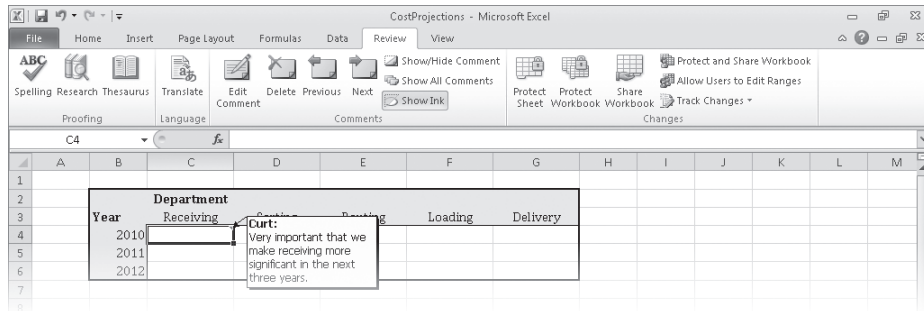 CostProjections - Microsoft Excel
File Home Insert Page Layout Formulas Data Review View
ABC
Spelling Research Thesaurus
Proofing
Translate
Language
Edit Comment
Delete Previous Next
Show/Hide Comment
Show All Comments
Show Ink
Comments
Protect Sheet
Protect Workbook
Share Workbook
Protect and Share Workbook
Allow Users to Edit Ranges
Track Changes
Changes
C4 fx
A B C D E F G H I J K L M
1
2 Department
3 Year Receiving Sorting Routing Loading Delivery
4 2010
5 2011
6 2012
7
8
Curt:
Very important that we
make receiving more
significant in the next
three years.